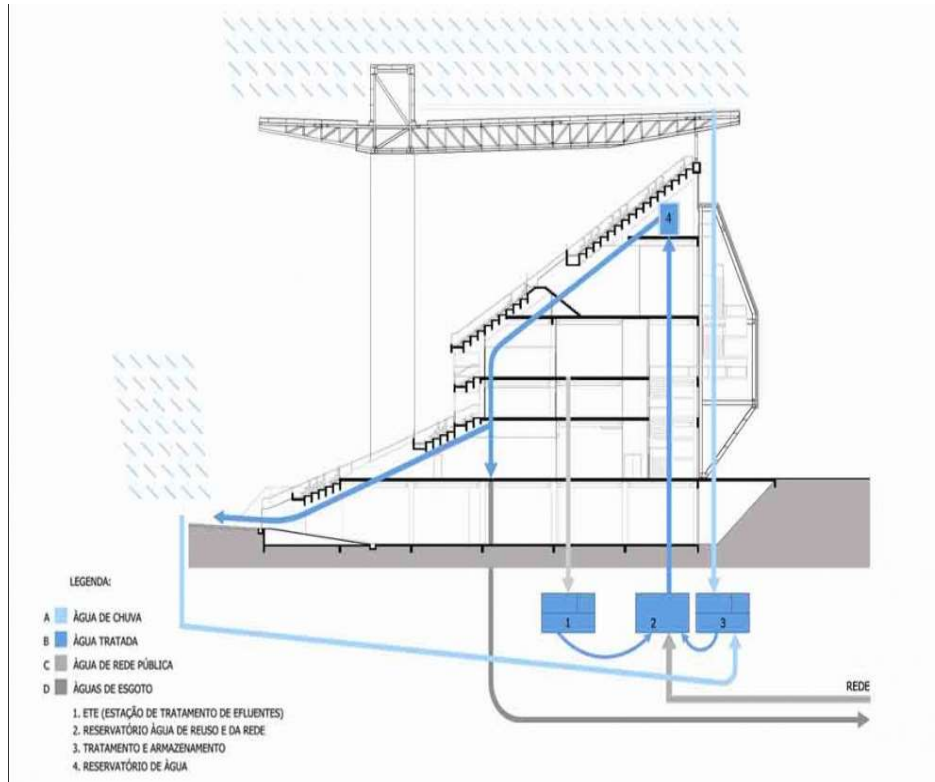 4
1
2
3
REDE
LEGENDA:
A ÀGUA DE CHUVA
B ÀGUA TRATADA
C ÀGUA DE REDE PÚBLICA
D ÀGUAS DE ESGOTO
1. ETE (ESTAÇÃO DE TRATAMENTO DE EFLUENTES)
2. RESERVATÓRIO ÀGUA DE REUSO E DA REDE
3. TRATAMENTO E ARMAZENAMENTO
4. RESERVATÓRIO DE ÀGUA